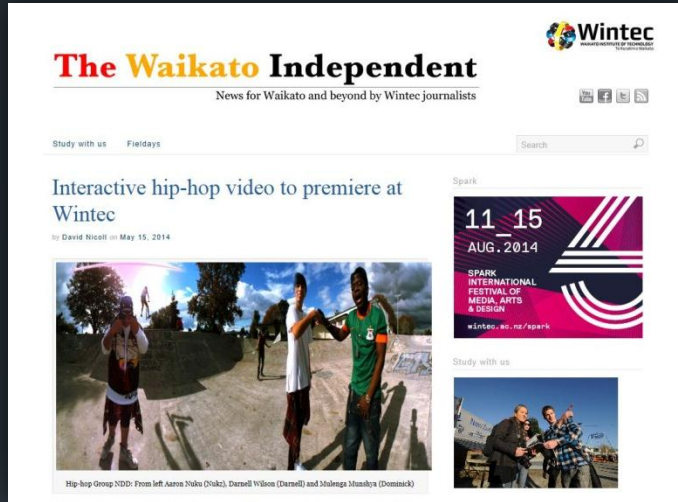 Wintec
WAIKATO INSTITUTE OF TECHNOLOGY
The Waikato Independent
News for Waikato and beyond by Wintec journalists
Study with us Fieldays
Search
Interactive hip-hop video to premiere at
Wintec
by David Nicoll on May 15, 2014
Hip-hop Group NDD: From left Aaron Nuku (Nukz), Darnell Wilson (Darnell) and Mulenga Munshya (Dominick)
Spark
11_15
AUG.2014
SPARK
INTERNATIONAL
FESTIVAL OF
MEDIA, ARTS
& DESIGN
wintec.ac.nz/spark
Study with us